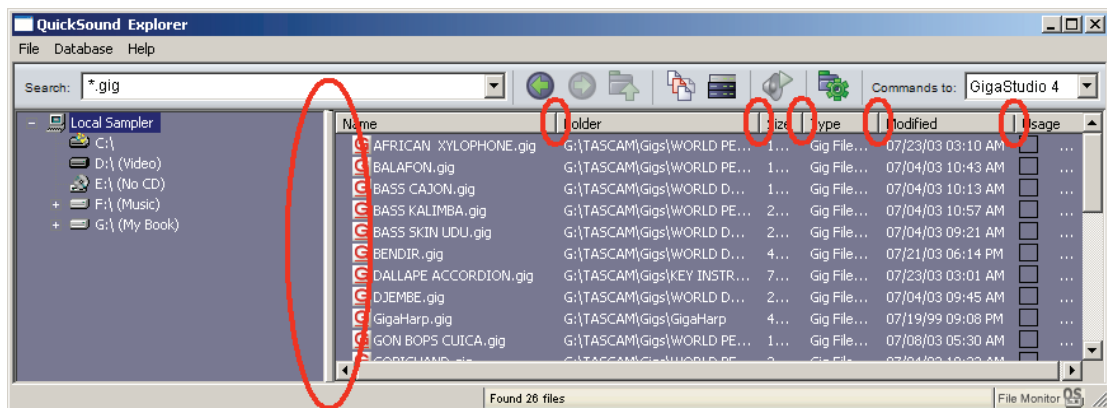 QuickSound Explorer
File Database Help
Search: *.gig Commands to: GigaStudio 4
Local Sampler
C:\
D:\ (Video)
E:\ (No CD)
F:\ (Music)
G:\ (My Book)
Name Folder Size Type Modified Usage
AFRICAN XYLOPHONE.gig G:\TASCAM\Gigs\WORLD PE... 1... Gig File... 07/23/03 03:10 AM ...
BALAFON.gig G:\TASCAM\Gigs\WORLD PE... 1... Gig File... 07/04/03 10:43 AM ...
BASS CAJON.gig G:\TASCAM\Gigs\WORLD D... 1... Gig File... 07/04/03 10:13 AM ...
BASS KALIMBA.gig G:\TASCAM\Gigs\WORLD PE... 2... Gig File... 07/04/03 10:57 AM ...
BASS SKIN UDU.gig G:\TASCAM\Gigs\WORLD D... 2... Gig File... 07/04/03 09:21 AM ...
BENDIR.gig G:\TASCAM\Gigs\WORLD D... 4... Gig File... 07/21/03 06:14 PM ...
DALLAPE ACCORDION.gig G:\TASCAM\Gigs\KEY INSTR... 7... Gig File... 07/23/03 03:01 AM ...
DJEMBE.gig G:\TASCAM\Gigs\WORLD D... 2... Gig File... 07/04/03 09:45 AM ...
GigaHarp.gig G:\TASCAM\Gigs\GigaHarp 4... Gig File... 07/19/99 09:08 PM ...
GON BOPS CUICA.gig G:\TASCAM\Gigs\WORLD PE... 1... Gig File... 07/08/03 05:30 AM ...
Found 26 files File Monitor QS